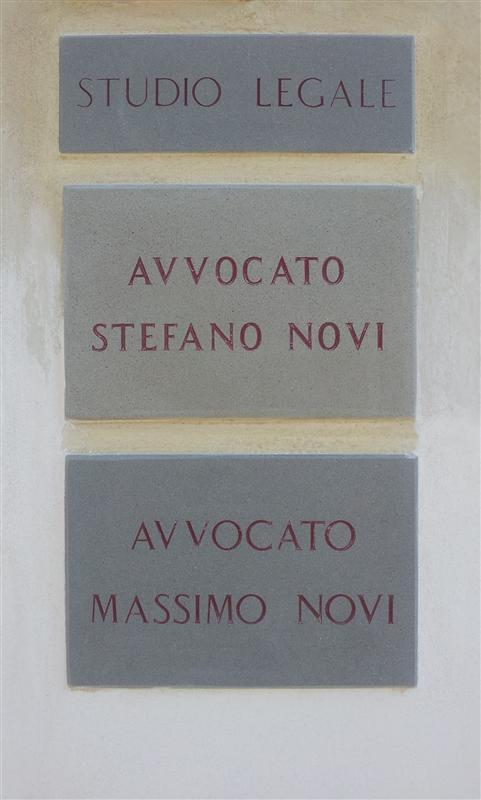 STUDIO LEGALE
AVVOCATO
STEFANO NOVI
AVVOCATO
MASSIMO NOVI